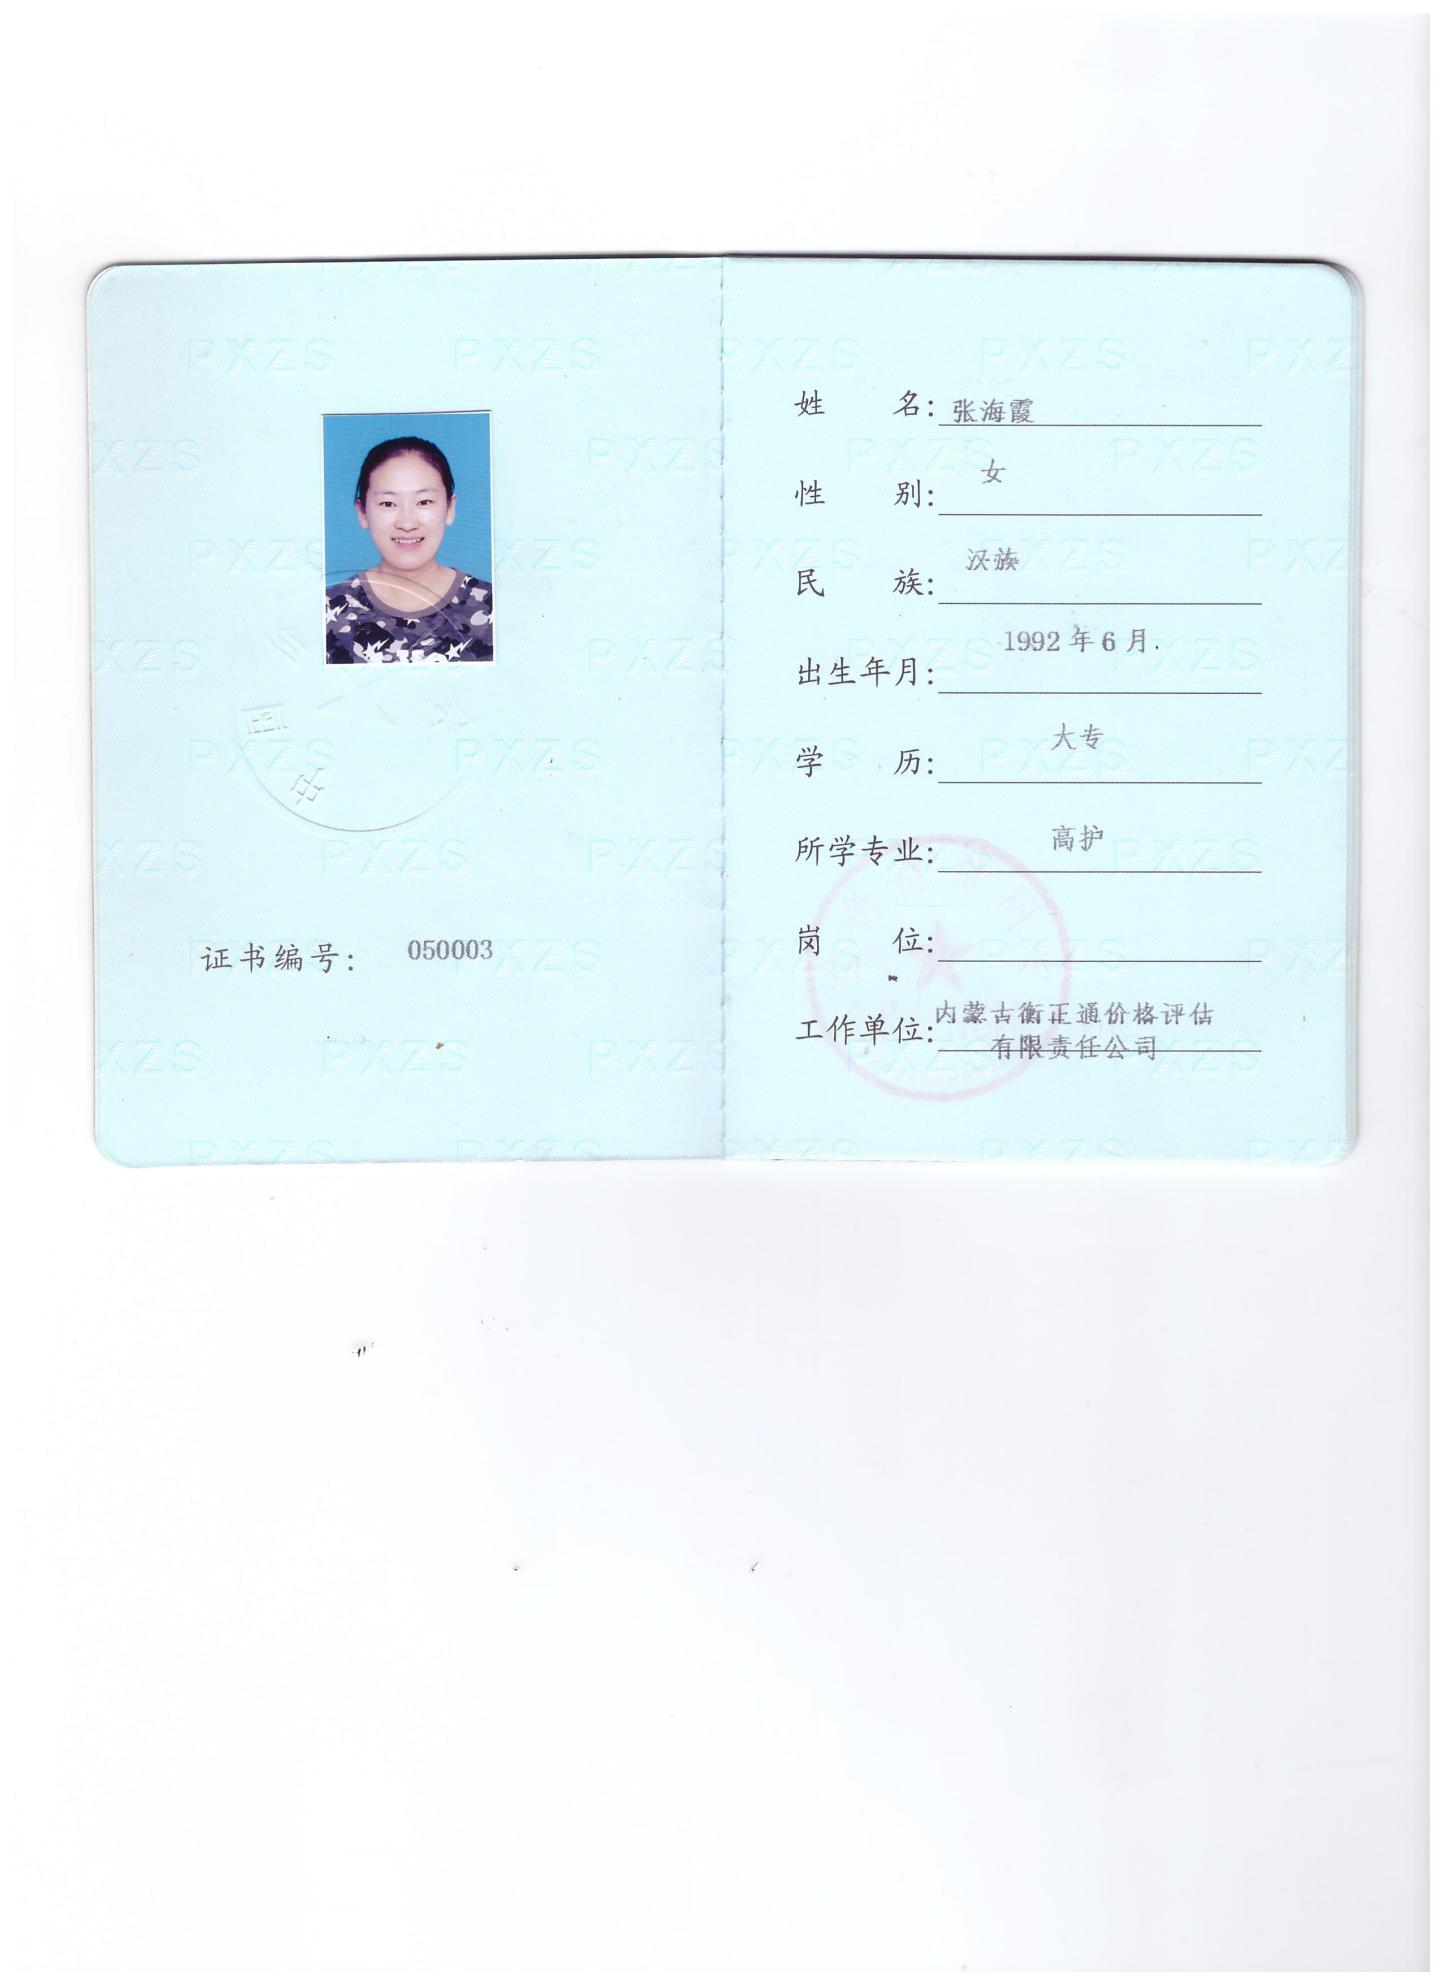 PXZS
证书编号: 050003
姓 名: 张海霞
性 别: 女
民 族: 汉族
出生年月: 1992年6月.
学 历: 大专
所学专业: 高护
岗 位:
工作单位: 内蒙古衡正通价格评估
有限责任公司